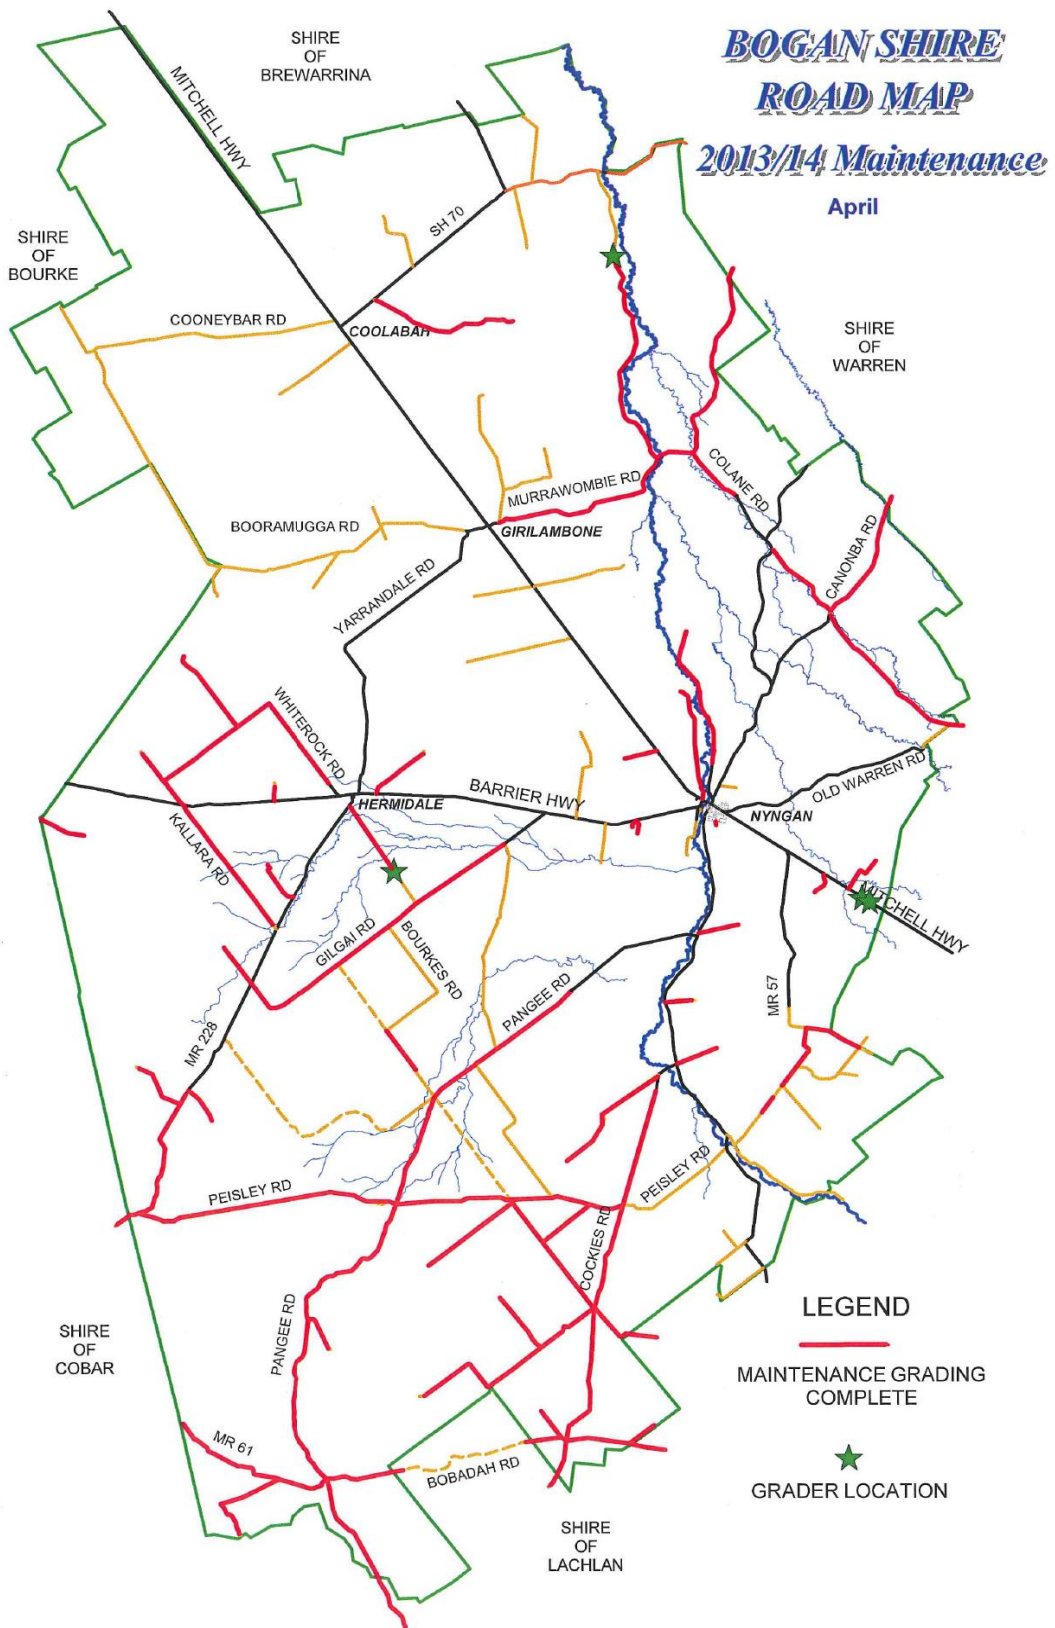 BOGAN SHIRE
ROAD MAP
2013/14 Maintenance
April
SHIRE
OF
BREWARRINA
MITCHELL HWY
SH 70
SHIRE
OF
BOURKE
COONEYBAR RD
COOLABAH
SHIRE
OF
WARREN
COLANE RD
MURRAWOMBIE RD
BOORAMUGGA RD
GIRILAMBONE
CANONBA RD
YARRANDALE RD
WHITEROCK RD
OLD WARREN RD
BARRIER HWY
HERMIDALE
NYNGAN
KALLARA RD
MITCHELL HWY
GILGAI RD
BOURKES RD
PANGEE RD
MR 57
MR 228
PEISLEY RD
PEISLEY RD
COCKIES RD
PANGEE RD
SHIRE
OF
COBAR
MR 61
BOBADAH RD
SHIRE
OF
LACHLAN
LEGEND
MAINTENANCE GRADING
COMPLETE
GRADER LOCATION